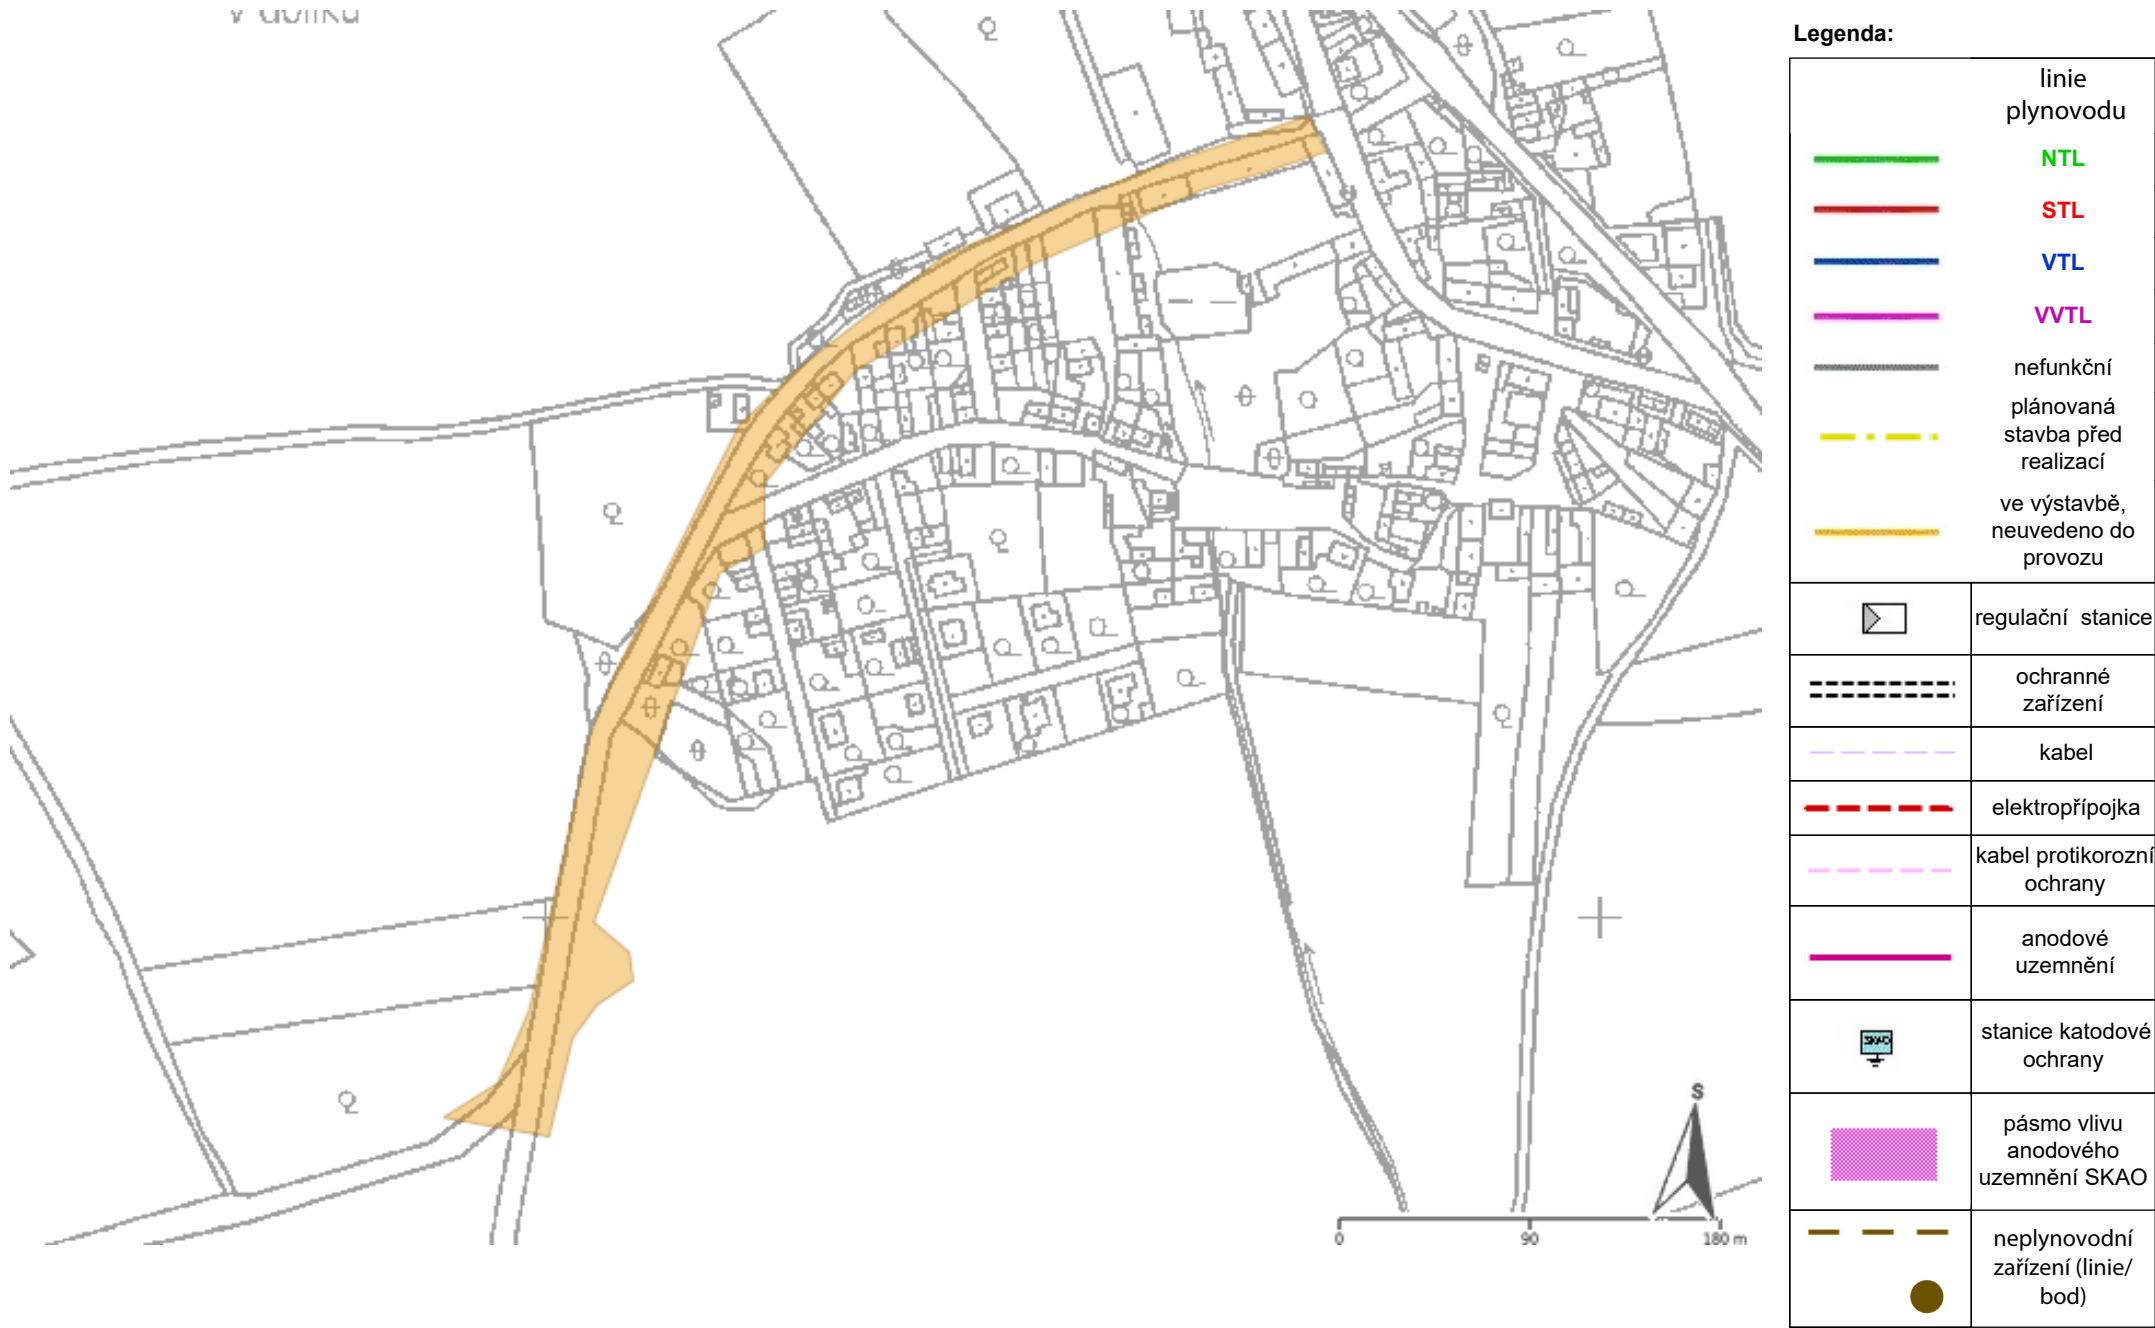 Legenda:
linie
plynovodu
NTL
STL
VTL
VVTL
nefunkční
plánovaná
stavba před
realizací
ve výstavbě,
neuvedeno do
provozu
regulační stanice
ochranné
zařízení
kabel
elektropřípojka
kabel protikorozní
ochrany
anodové
uzemnění
SKAO
stanice katodové
ochrany
pásmo vlivu
anodového
uzemnění SKAO
neplynovodní
zařízení (linie/
bod)
S
0 90 180 m